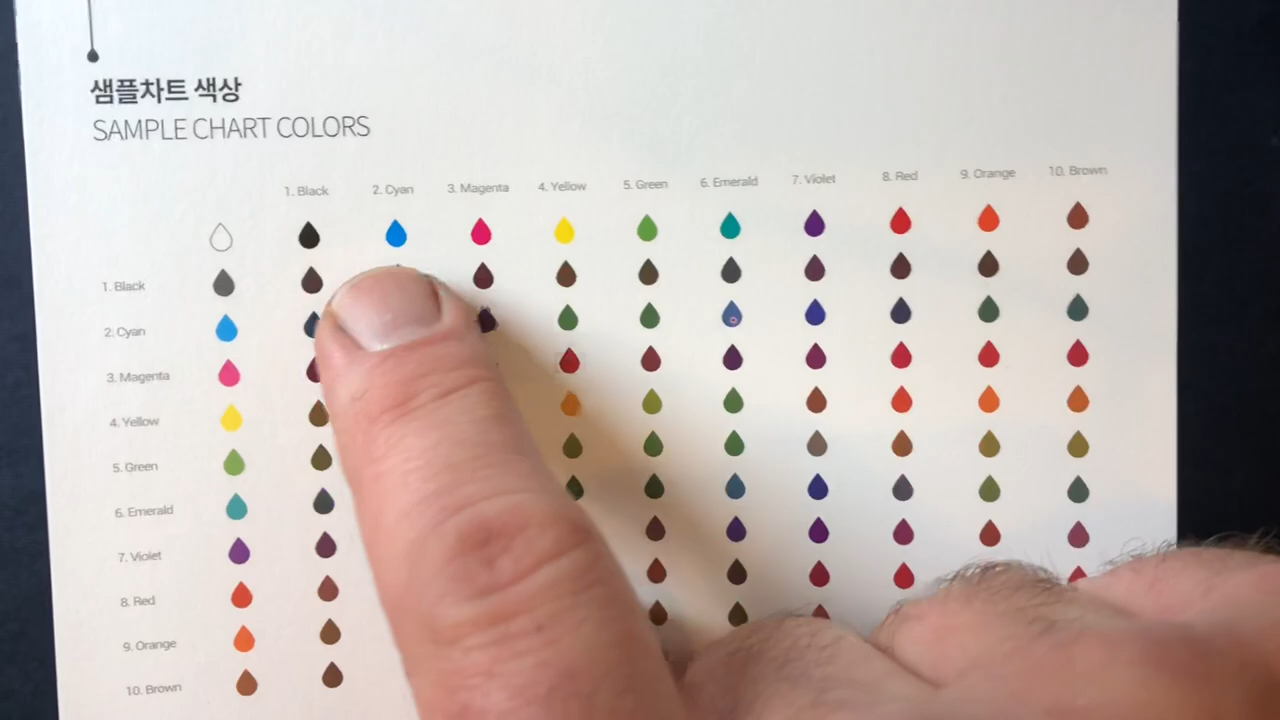 샘플차트 색상
SAMPLE CHART COLORS
1. Black 2. Cyan 3. Magenta 4. Yellow 5. Green 6. Emerald 7. Violet 8. Red 9. Orange 10. Brown
1. Black
2. Cyan
3. Magenta
4. Yellow
5. Green
6. Emerald
7. Violet
8. Red
9. Orange
10. Brown